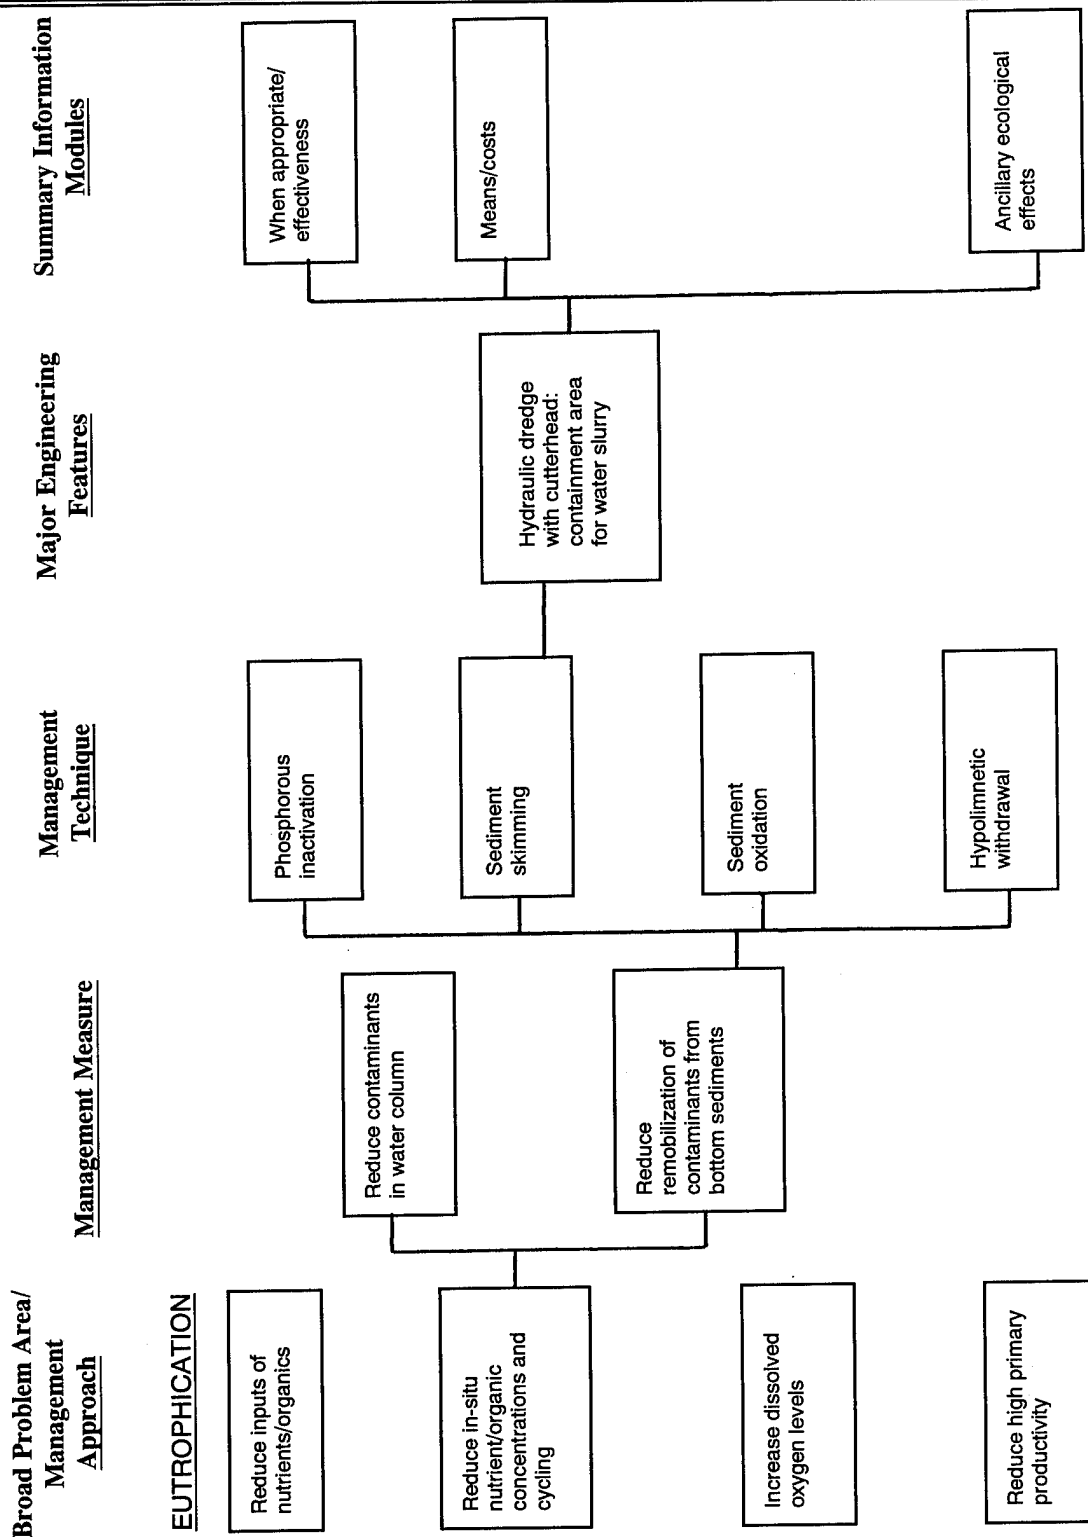 Broad Problem Area/
Management
Approach
Management Measure
Management
Technique
Major Engineering
Features
Summary Information
Modules
EUTROPHICATION
Reduce inputs of
nutrients/organics
Reduce in-situ
nutrient/organic
concentrations and
cycling
Increase dissolved
oxygen levels
Reduce high primary
productivity
Reduce contaminants
in water column
Reduce
remobilization of
contaminants from
bottom sediments
Phosphorous
inactivation
Sediment
skimming
Sediment
oxidation
Hypolimnetic
withdrawal
Hydraulic dredge
with cutterhead:
containment area
for water slurry
When appropriate/
effectiveness
Means/costs
Ancillary ecological
effects